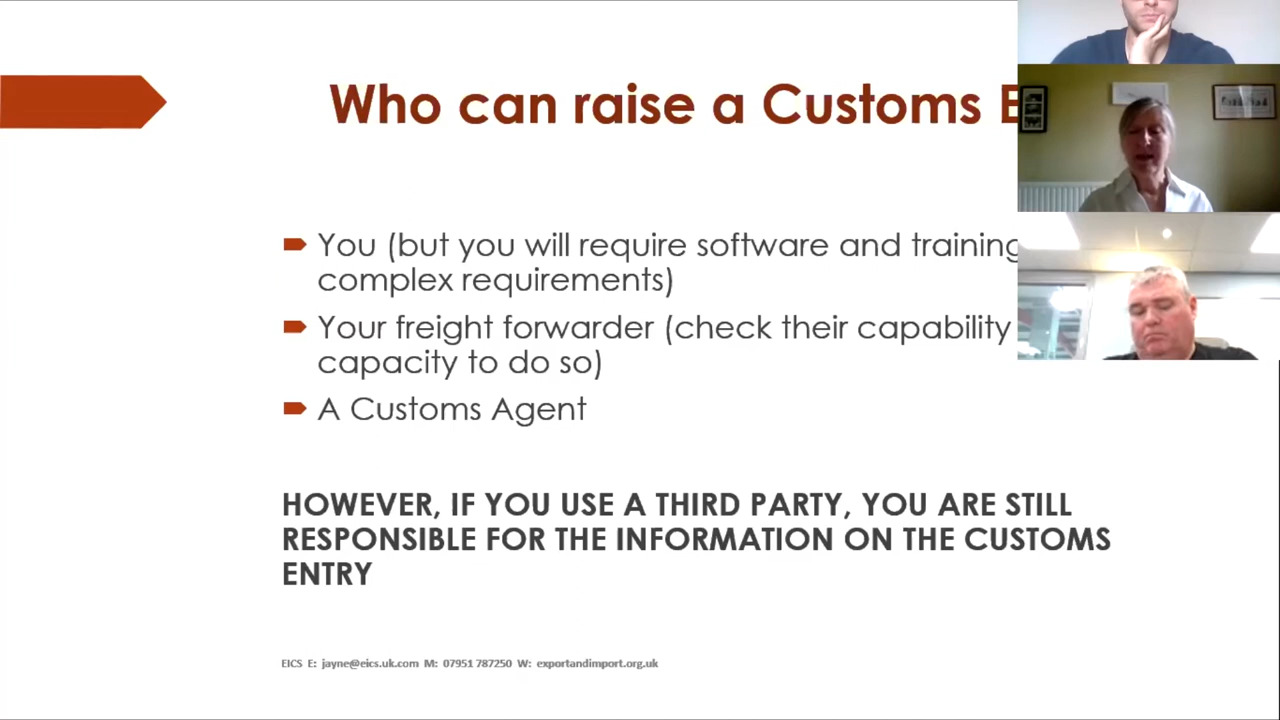 Who can raise a Customs E
You (but you will require software and training
complex requirements)
Your freight forwarder (check their capability
capacity to do so)
A Customs Agent
HOWEVER, IF YOU USE A THIRD PARTY, YOU ARE STILL
RESPONSIBLE FOR THE INFORMATION ON THE CUSTOMS
ENTRY
EICS E: jayne@eics.uk.com M: 07951 787250 W: exportandimport.org.uk